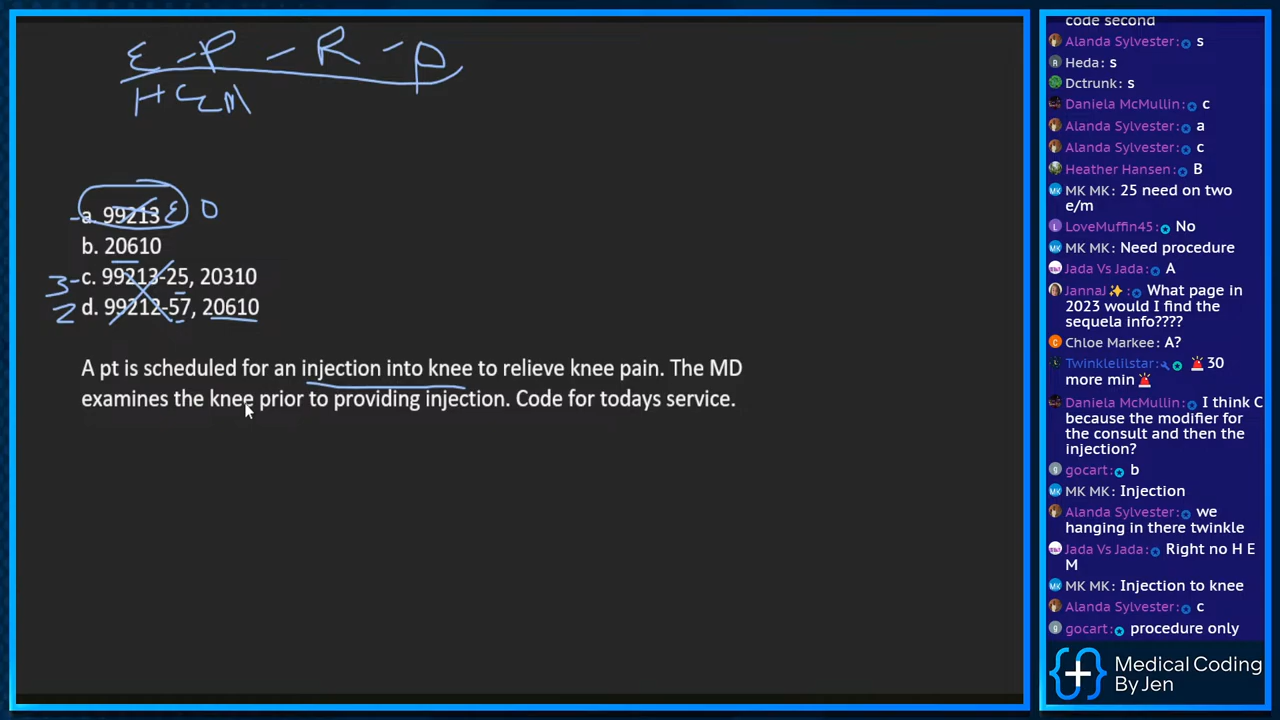 E - P - R - P
HEM
a. 99213 E 0
b. 20610
3- c. 99213-25, 20310
2 d. 99212-57, 20610
A pt is scheduled for an injection into knee to relieve knee pain. The MD
examines the knee prior to providing injection. Code for todays service.
code second
Alanda Sylvester: s
Heda: s
Dctrunk: s
Daniela McMullin: c
Alanda Sylvester: a
Alanda Sylvester: c
Heather Hansen: B
MK MK: 25 need on two
e/m
LoveMuffin45: No
MK MK: Need procedure
Jada Vs Jada: A
JannaJ✨: What page in
2023 would I find the
sequela info????
Chloe Markee: A?
Twinklelilstar: 🚨30
more min🚨
Daniela McMullin: I think C
because the modifier for
the consult and then the
injection?
gocart: b
MK MK: Injection
Alanda Sylvester: we
hanging in there twinkle
Jada Vs Jada: Right no H E
M
MK MK: Injection to knee
Alanda Sylvester: c
gocart: procedure only
Medical Coding
By Jen